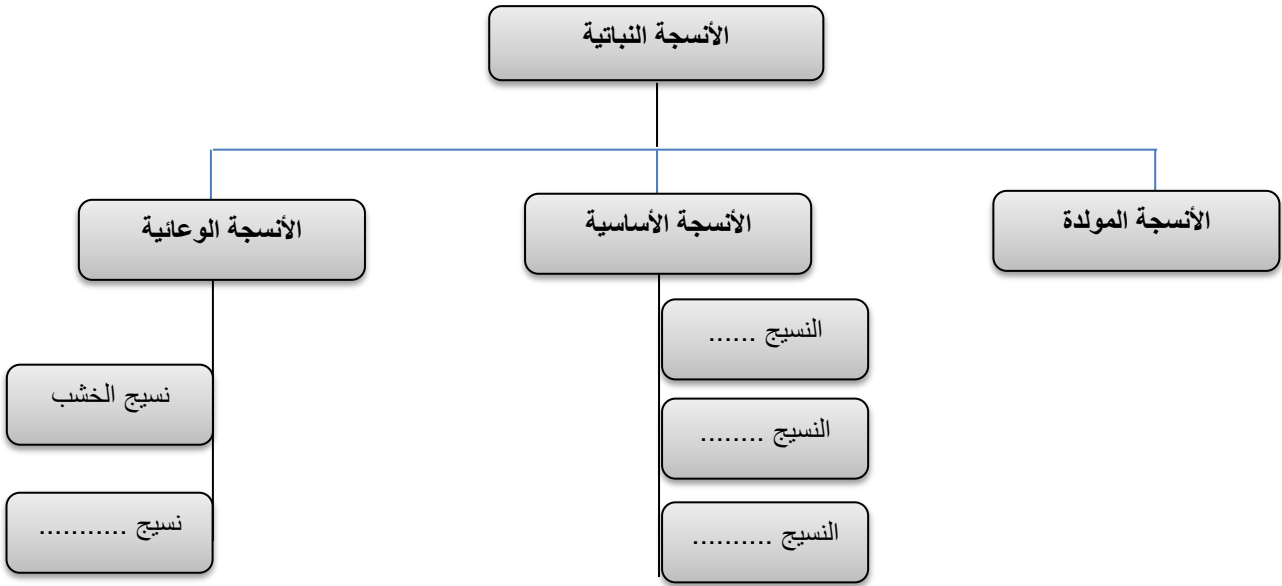 الأنسجة النباتية
الأنسجة المولدة
الأنسجة الأساسية
الأنسجة الوعائية
النسيج ......
النسيج ........
النسيج ..........
نسيج الخشب
نسيج ...........